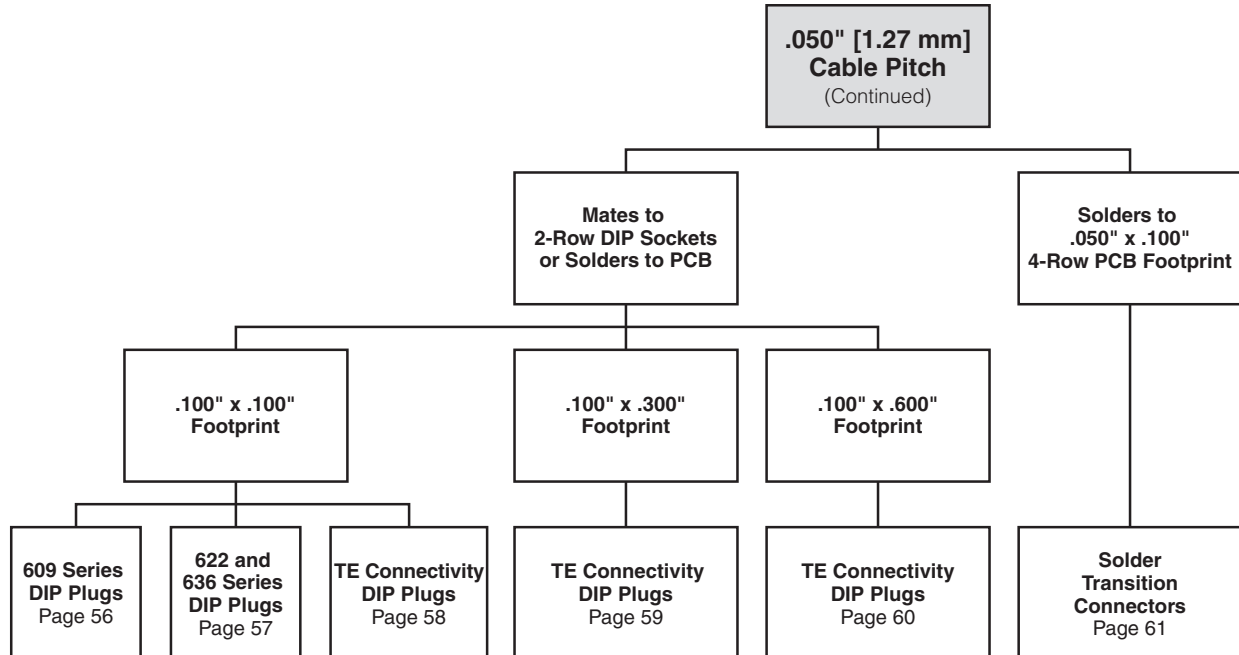 .050" [1.27 mm]
Cable Pitch
(Continued)
Mates to
2-Row DIP Sockets
or Solders to PCB
Solders to
.050" x .100"
4-Row PCB Footprint
.100" x .100"
Footprint
.100" x .300"
Footprint
.100" x .600"
Footprint
609 Series
DIP Plugs
Page 56
622 and
636 Series
DIP Plugs
Page 57
TE Connectivity
DIP Plugs
Page 58
TE Connectivity
DIP Plugs
Page 59
TE Connectivity
DIP Plugs
Page 60
Solder
Transition
Connectors
Page 61